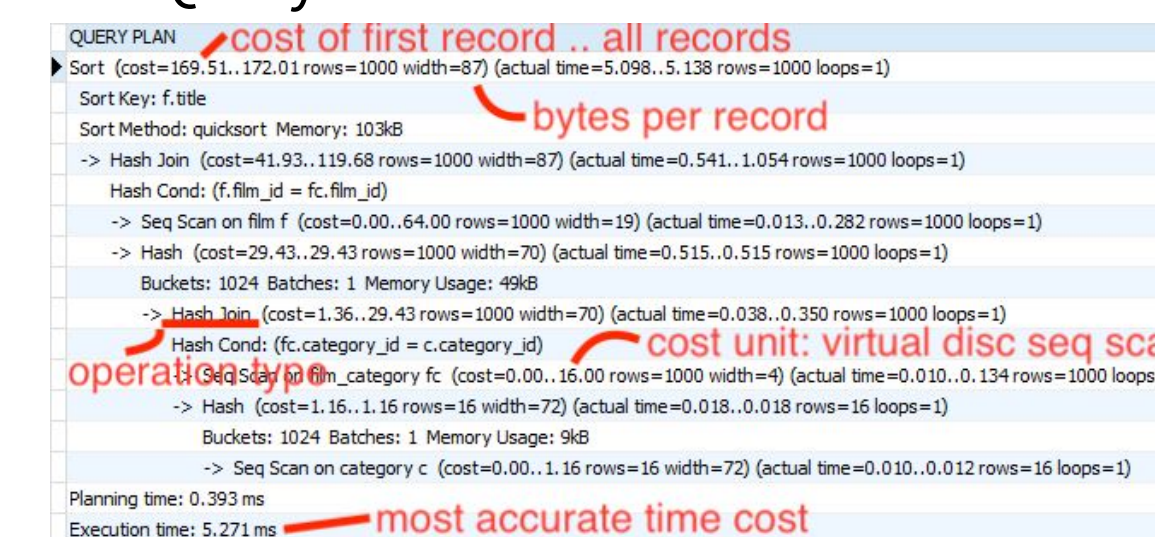 QUERY PLAN
cost of first record .. all records
Sort (cost=169.51..172.01 rows=1000 width=87) (actual time=5.098..5.138 rows=1000 loops=1)
Sort Key: f.title
bytes per record
Sort Method: quicksort Memory: 103kB
-> Hash Join (cost=41.93..119.68 rows=1000 width=87) (actual time=0.541..1.054 rows=1000 loops=1)
Hash Cond: (f.film_id = fc.film_id)
-> Seq Scan on film f (cost=0.00..64.00 rows=1000 width=19) (actual time=0.013..0.282 rows=1000 loops=1)
-> Hash (cost=29.43..29.43 rows=1000 width=70) (actual time=0.515..0.515 rows=1000 loops=1)
Buckets: 1024 Batches: 1 Memory Usage: 49kB
-> Hash Join (cost=1.36..29.43 rows=1000 width=70) (actual time=0.038..0.350 rows=1000 loops=1)
Hash Cond: (fc.category_id = c.category_id)
cost unit: virtual disc seq sca
operation type
-> Seq Scan on film_category fc (cost=0.00..16.00 rows=1000 width=4) (actual time=0.010..0.134 rows=1000 loops
-> Hash (cost=1.16..1.16 rows=16 width=72) (actual time=0.018..0.018 rows=16 loops=1)
Buckets: 1024 Batches: 1 Memory Usage: 9kB
-> Seq Scan on category c (cost=0.00..1.16 rows=16 width=72) (actual time=0.010..0.012 rows=16 loops=1)
Planning time: 0.393 ms
Execution time: 5.271 ms
most accurate time cost